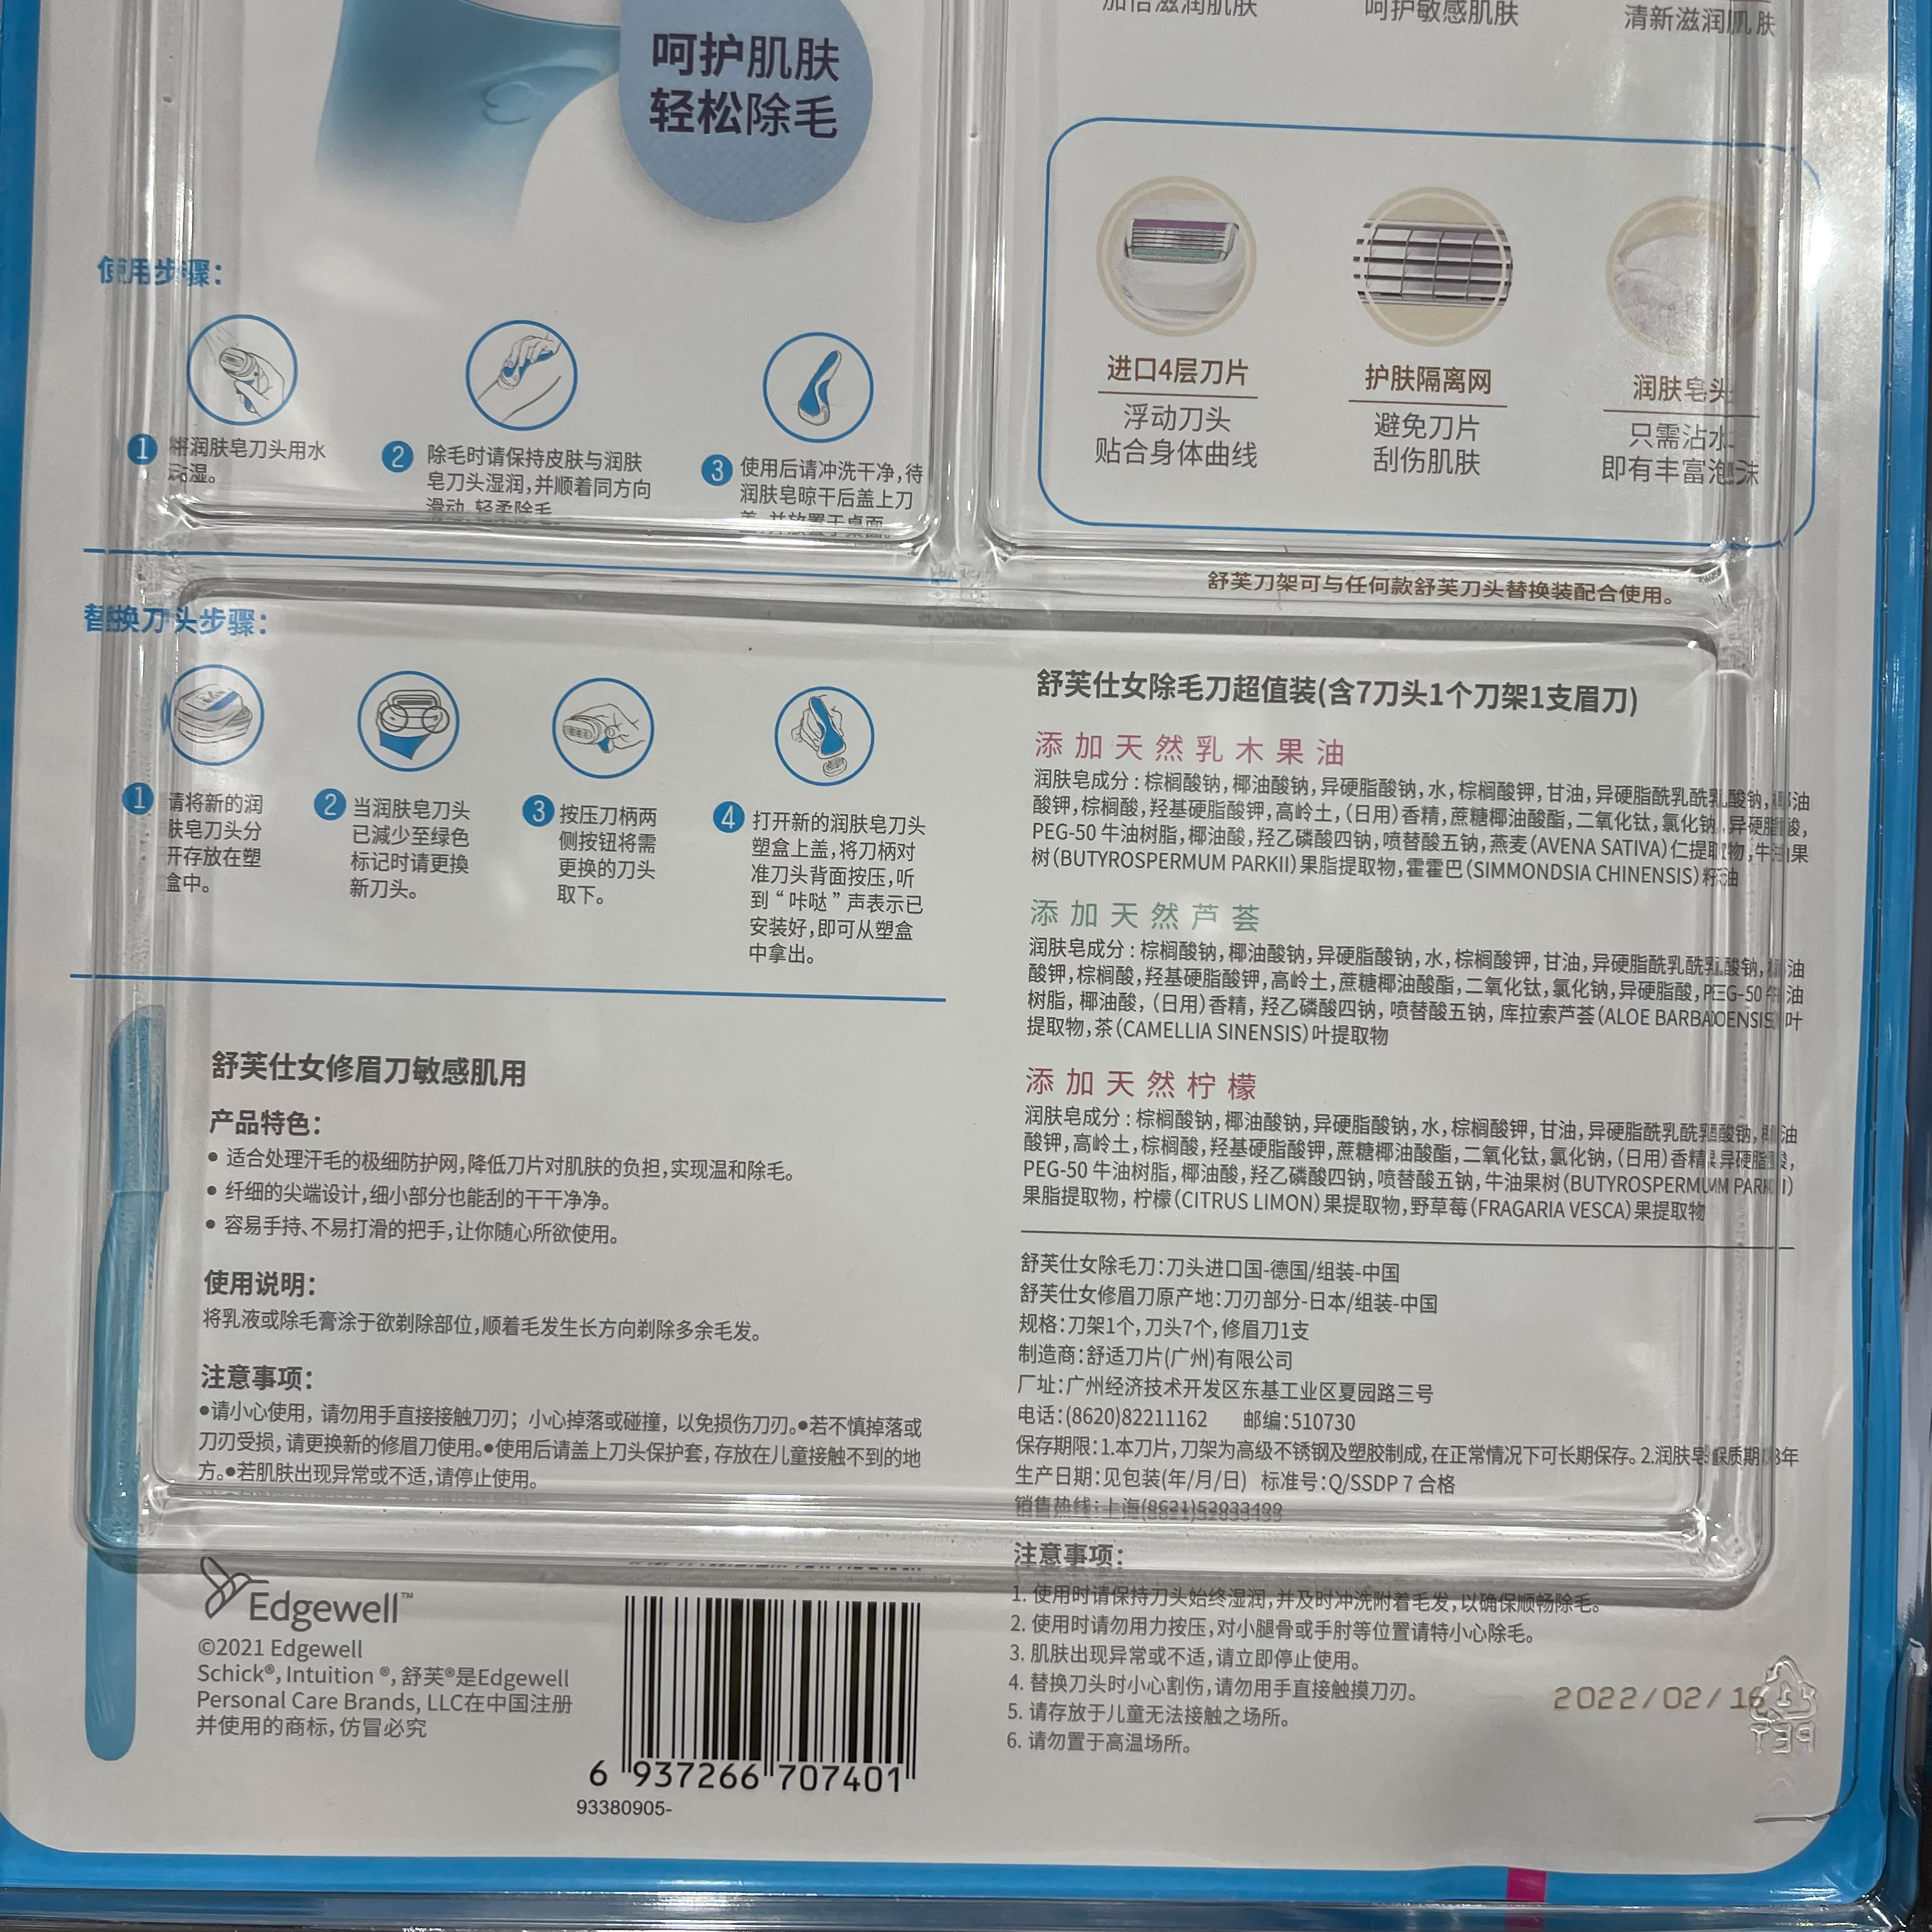 呵护肌肤
轻松除毛
加倍滋润肌肤
呵护敏感肌肤
清新滋润肌肤
进口4层刀片
浮动刀头
贴合身体曲线
护肤隔离网
避免刀片
刮伤肌肤
润肤皂头
只需沾水
即有丰富泡沫
使用步骤：
1 将润肤皂刀头用水
沾湿。
2 除毛时请保持皮肤与润肤
皂刀头湿润,并顺着同方向
滑动,轻柔除毛。
3 使用后请冲洗干净,待
润肤皂晾干后盖上刀
盖,并放置于桌面。
舒芙刀架可与任何款舒芙刀头替换装配合使用。
替换刀头步骤：
1 请将新的润
肤皂刀头分
开存放在塑
盒中。
2 当润肤皂刀头
已减少至绿色
标记时请更换
新刀头。
3 按压刀柄两
侧按钮将需
更换的刀头
取下。
4 打开新的润肤皂刀头
塑盒上盖,将刀柄对
准刀头背面按压,听
到“咔哒”声表示已
安装好,即可从塑盒
中拿出。
舒芙仕女修眉刀敏感肌用
产品特色：
• 适合处理汗毛的极细防护网,降低刀片对肌肤的负担,实现温和除毛。
• 纤细的尖端设计,细小部分也能刮的干干净净。
• 容易手持、不易打滑的把手,让你随心所欲使用。
使用说明：
将乳液或除毛膏涂于欲剃除部位,顺着毛发生长方向剃除多余毛发。
注意事项：
●请小心使用，请勿用手直接接触刀刃；小心掉落或碰撞，以免损伤刀刃。●若不慎掉落或
刀刃受损,请更换新的修眉刀使用。●使用后请盖上刀头保护套,存放在儿童接触不到的地
方。●若肌肤出现异常或不适,请停止使用。
舒芙仕女除毛刀超值装(含7刀头1个刀架1支眉刀)
添加天然乳木果油
润肤皂成分：棕榈酸钠,椰油酸钠,异硬脂酸钠,水,棕榈酸钾,甘油,异硬脂酰乳酰乳酸钠,椰油
酸钾,棕榈酸,羟基硬脂酸钾,高岭土,(日用)香精,蔗糖椰油酸酯,二氧化钛,氯化钠,异硬脂酸,
PEG-50 牛油树脂,椰油酸,羟乙磷酸四钠,喷替酸五钠,燕麦(AVENA SATIVA)仁提取物,牛油果
树(BUTYROSPERMUM PARKII)果脂提取物,霍霍巴(SIMMONDSIA CHINENSIS)籽油
添加天然芦荟
润肤皂成分：棕榈酸钠,椰油酸钠,异硬脂酸钠,水,棕榈酸钾,甘油,异硬脂酰乳酰乳酸钠,椰油
酸钾,棕榈酸,羟基硬脂酸钾,高岭土,蔗糖椰油酸酯,二氧化钛,氯化钠,异硬脂酸,PEG-50 牛油
树脂,椰油酸,(日用)香精,羟乙磷酸四钠,喷替酸五钠,库拉索芦荟(ALOE BARBADENSIS)叶
提取物,茶(CAMELLIA SINENSIS)叶提取物
添加天然柠檬
润肤皂成分：棕榈酸钠,椰油酸钠,异硬脂酸钠,水,棕榈酸钾,甘油,异硬脂酰乳酰乳酸钠,椰油
酸钾,高岭土,棕榈酸,羟基硬脂酸钾,蔗糖椰油酸酯,二氧化钛,氯化钠,(日用)香精,异硬脂酸,
PEG-50 牛油树脂,椰油酸,羟乙磷酸四钠,喷替酸五钠,牛油果树(BUTYROSPERMUM PARKII)
果脂提取物,柠檬(CITRUS LIMON)果提取物,野草莓(FRAGARIA VESCA)果提取物
舒芙仕女除毛刀:刀头进口国-德国/组装-中国
舒芙仕女修眉刀原产地:刀刃部分-日本/组装-中国
规格:刀架1个,刀头7个,修眉刀1支
制造商:舒适刀片(广州)有限公司
厂址:广州经济技术开发区东基工业区夏园路三号
电话:(8620)82211162 邮编:510730
保存期限:1.本刀片,刀架为高级不锈钢及塑胶制成,在正常情况下可长期保存。2.润肤皂保质期:3年
生产日期:见包装(年/月/日) 标准号:Q/SSDP 7 合格
销售热线:上海(8621)52933499
注意事项：
1. 使用时请保持刀头始终湿润,并及时冲洗附着毛发,以确保顺畅除毛。
2. 使用时请勿用力按压,对小腿骨或手肘等位置请特小心除毛。
3. 肌肤出现异常或不适,请立即停止使用。
4. 替换刀头时小心割伤,请勿用手直接触摸刀刃。
5. 请存放于儿童无法接触之场所。
6. 请勿置于高温场所。
2022/02/16
PET
Edgewell™
©2021 Edgewell
Schick®, Intuition ®,舒芙®是Edgewell
Personal Care Brands, LLC在中国注册
并使用的商标,仿冒必究
6 937266 707401
93380905-